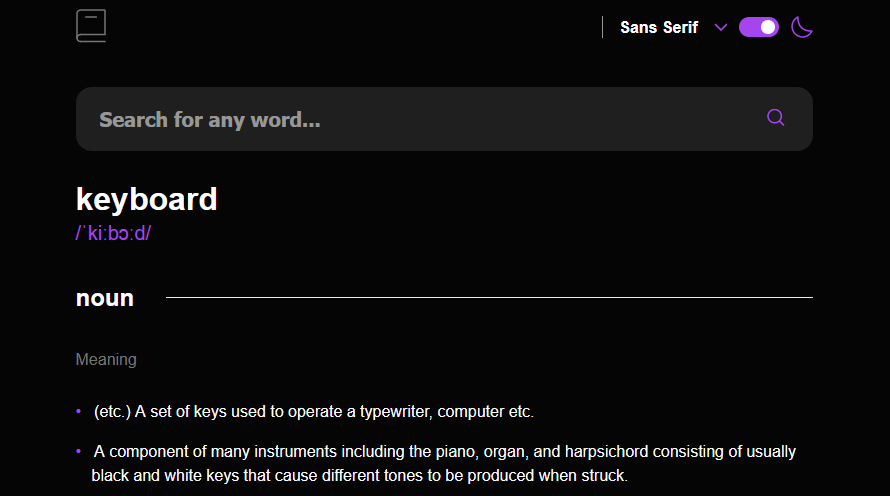 Sans Serif
Search for any word...
keyboard
/ˈkiːbɔːd/
noun
Meaning
• (etc.) A set of keys used to operate a typewriter, computer etc.
• A component of many instruments including the piano, organ, and harpsichord consisting of usually
black and white keys that cause different tones to be produced when struck.